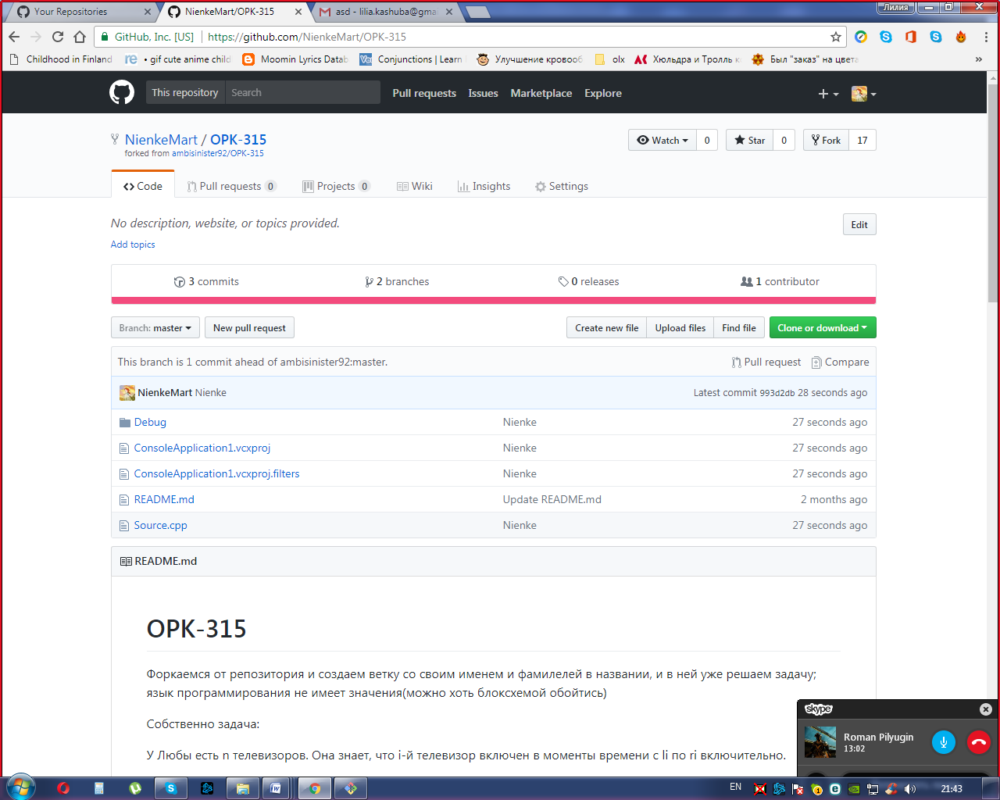 Your Repositories
NienkeMart/OPK-315
asd - lilia.kashuba@gma
Лилия
GitHub, Inc. [US]
https://github.com/NienkeMart/OPK-315
Childhood in Finland
re • gif cute anime child
Moomin Lyrics Datab
Conjunctions | Learn
Улучшение кровооб
olx
Хюльдра и Тролль к
Был "заказ" на цвета
»
This repository
Search
Pull requests
Issues
Marketplace
Explore
NienkeMart / OPK-315
forked from ambisinister92/OPK-315
Watch 0
Star 0
Fork 17
Code
Pull requests 0
Projects 0
Wiki
Insights
Settings
No description, website, or topics provided.
Edit
Add topics
3 commits
2 branches
0 releases
1 contributor
Branch: master
New pull request
Create new file
Upload files
Find file
Clone or download
This branch is 1 commit ahead of ambisinister92:master.
Pull request
Compare
NienkeMart Nienke
Latest commit 993d2db 28 seconds ago
Debug Nienke 27 seconds ago
ConsoleApplication1.vcxproj Nienke 27 seconds ago
ConsoleApplication1.vcxproj.filters Nienke 27 seconds ago
README.md Update README.md 2 months ago
Source.cpp Nienke 27 seconds ago
README.md
OPK-315
Форкаемся от репозитория и создаем ветку со своим именем и фамилелей в названии, и в ней уже решаем задачу;
язык программирования не имеет значения(можно хоть блоксхемой обойтись)
Собственно задача:
У Любы есть n телевизоров. Она знает, что i-й телевизор включен в моменты времени с li по ri включительно.
skype
Roman Pilyugin
13:02
EN
21:43